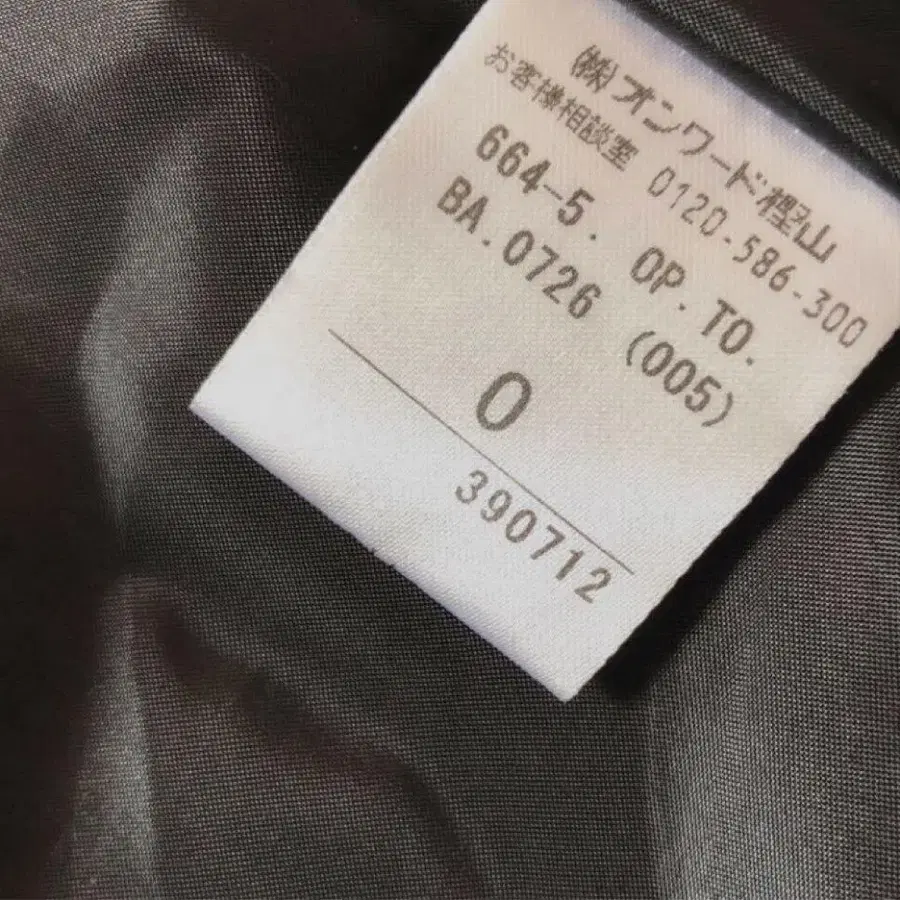 ㈱オンワード樫山
お客様相談室 0120-586-300
664-5. OP. TO.
BA.0726 (005)
0
390712